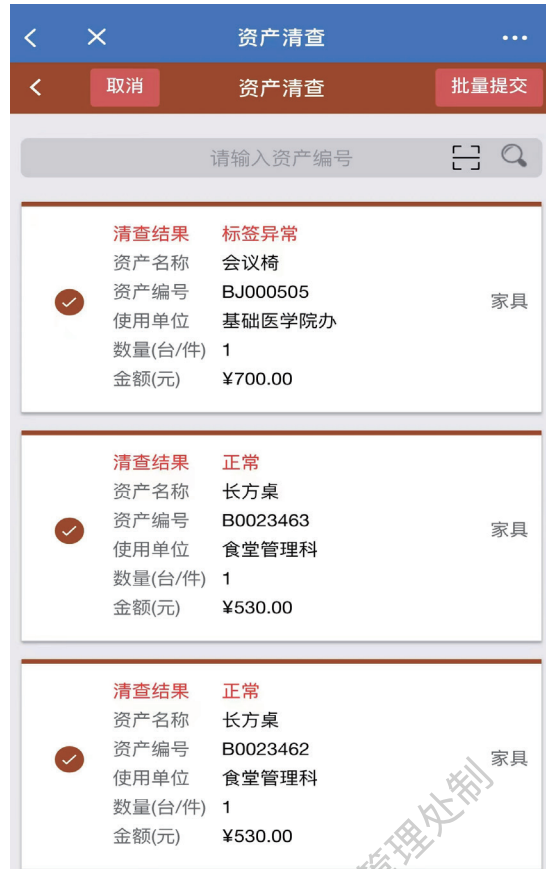 资产清查
取消 资产清查 批量提交
请输入资产编号
清查结果 标签异常
资产名称 会议椅
资产编号 BJ000505 家具
使用单位 基础医学院办
数量(台/件) 1
金额(元) ¥700.00
清查结果 正常
资产名称 长方桌
资产编号 B0023463 家具
使用单位 食堂管理科
数量(台/件) 1
金额(元) ¥530.00
清查结果 正常
资产名称 长方桌
资产编号 B0023462 家具
使用单位 食堂管理科
数量(台/件) 1
金额(元) ¥530.00
管理处制